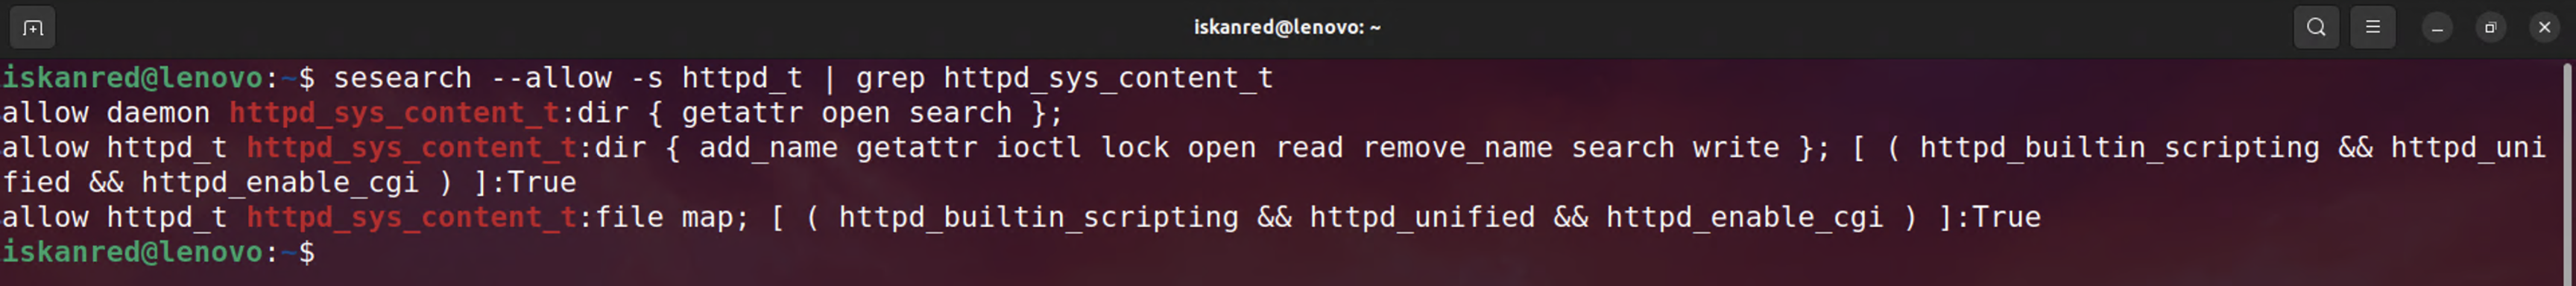 iskanred@lenovo: ~
iskanred@lenovo:~$ sesearch --allow -s httpd_t | grep httpd_sys_content_t
allow daemon httpd_sys_content_t:dir { getattr open search };
allow httpd_t httpd_sys_content_t:dir { add_name getattr ioctl lock open read remove_name search write }; [ ( httpd_builtin_scripting && httpd_uni
fied && httpd_enable_cgi ) ]:True
allow httpd_t httpd_sys_content_t:file map; [ ( httpd_builtin_scripting && httpd_unified && httpd_enable_cgi ) ]:True
iskanred@lenovo:~$